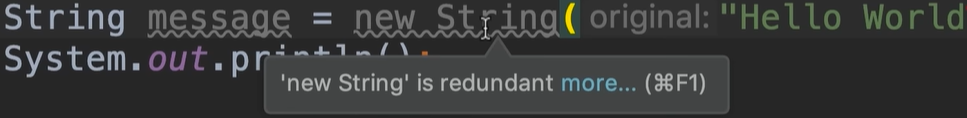 String message = new String( original: "Hello World
System.out.println();
'new String' is redundant more... (⌘F1)